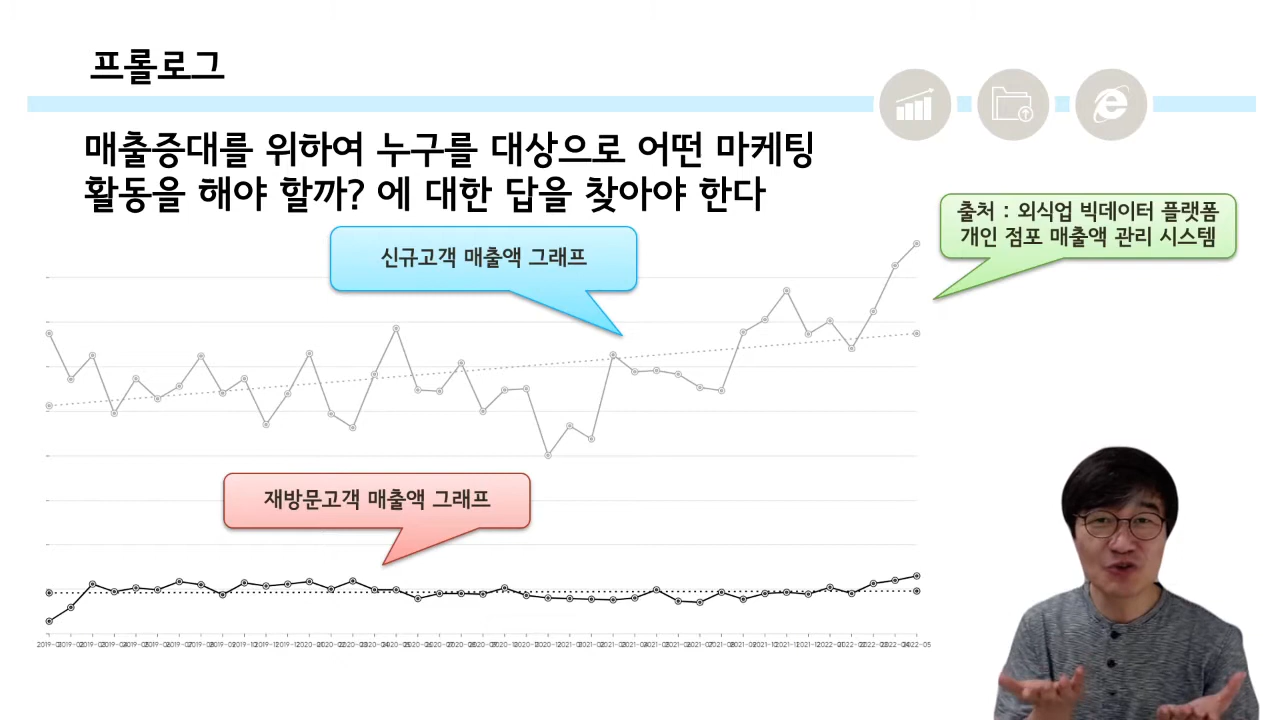 프롤로그
매출증대를 위하여 누구를 대상으로 어떤 마케팅
활동을 해야 할까? 에 대한 답을 찾아야 한다
출처 : 외식업 빅데이터 플랫폼
개인 점포 매출액 관리 시스템
신규고객 매출액 그래프
재방문고객 매출액 그래프